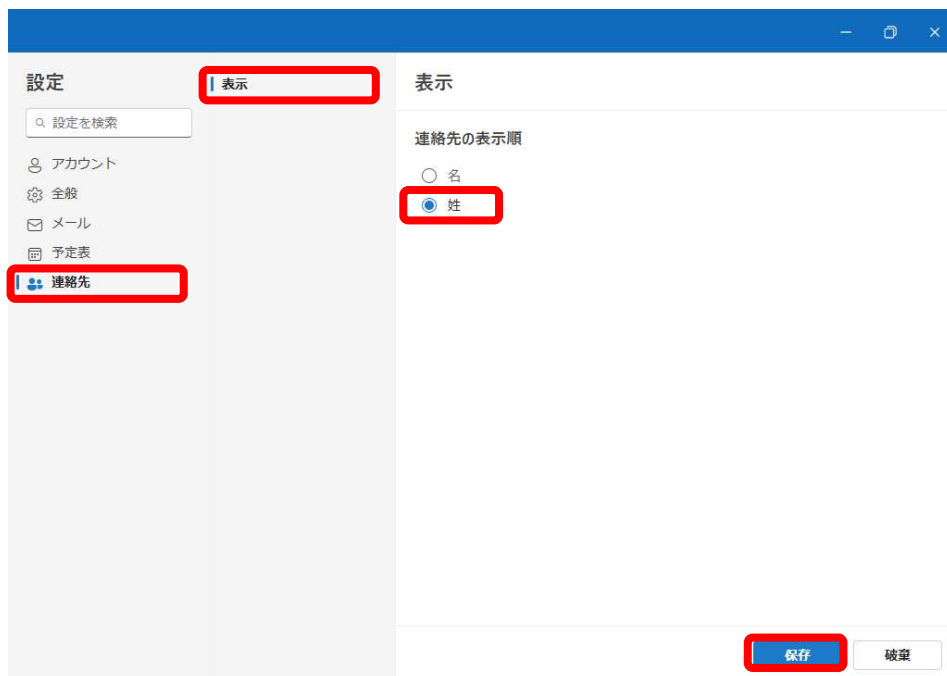 設定
設定を検索
アカウント
全般
メール
予定表
連絡先
表示
表示
連絡先の表示順
名
姓
保存
破棄